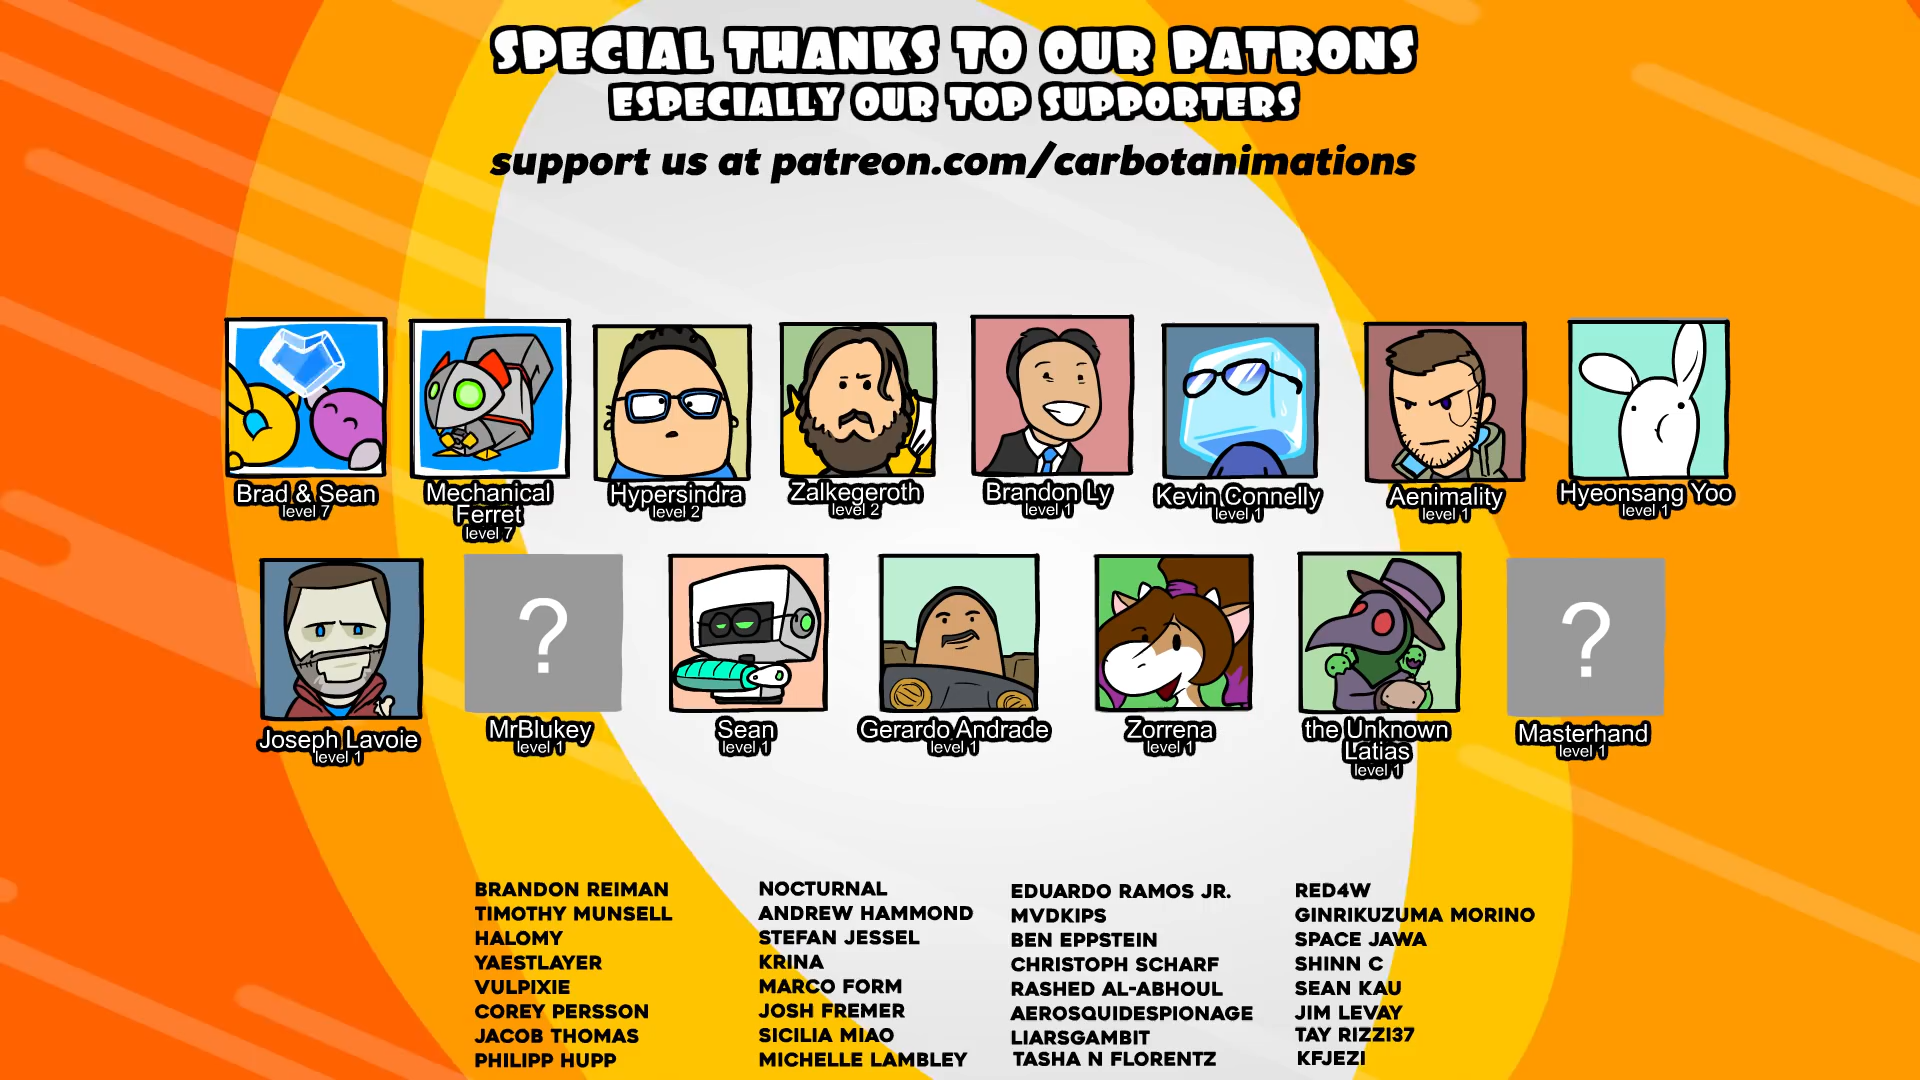 SPECIAL THANKS TO OUR PATRONS
ESPECIALLY OUR TOP SUPPORTERS
support us at patreon.com/carbotanimations
Brad & Sean
level 7
Mechanical
Ferret
level 7
Hypersindra
level 2
Zalkegeroth
level 2
Brandon Ly
level 1
Kevin Connelly
level 1
Aenimality
level 1
Hyeonsang Yoo
level 1
Joseph Lavoie
level 1
?
MrBlukey
level 1
Sean
level 1
Gerardo Andrade
level 1
Zorrena
level 1
the Unknown
Latias
level 1
?
Masterhand
level 1
BRANDON REIMAN
TIMOTHY MUNSELL
HALOMY
YAESTLAYER
VULPIXIE
COREY PERSSON
JACOB THOMAS
PHILIPP HUPP
NOCTURNAL
ANDREW HAMMOND
STEFAN JESSEL
KRINA
MARCO FORM
JOSH FREMER
SICILIA MIAO
MICHELLE LAMBLEY
EDUARDO RAMOS JR.
MVDKIPS
BEN EPPSTEIN
CHRISTOPH SCHARF
RASHED AL-ABHOUL
AEROSQUIDESPIONAGE
LIARSGAMBIT
TASHA N FLORENTZ
RED4W
GINRIKUZUMA MORINO
SPACE JAWA
SHINN C
SEAN KAU
JIM LEVAY
TAY RIZZI37
KFJEZI